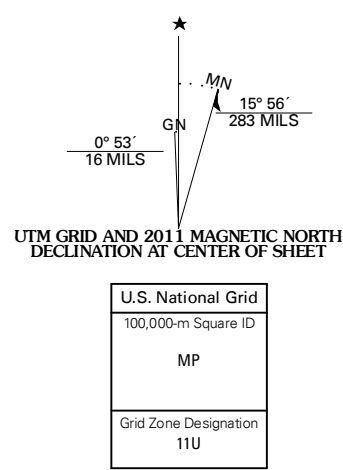 ★
MN
GN
15° 56´
283 MILS
0° 53´
16 MILS
UTM GRID AND 2011 MAGNETIC NORTH
DECLINATION AT CENTER OF SHEET
U.S. National Grid
100,000-m Square ID
MP
Grid Zone Designation
11U